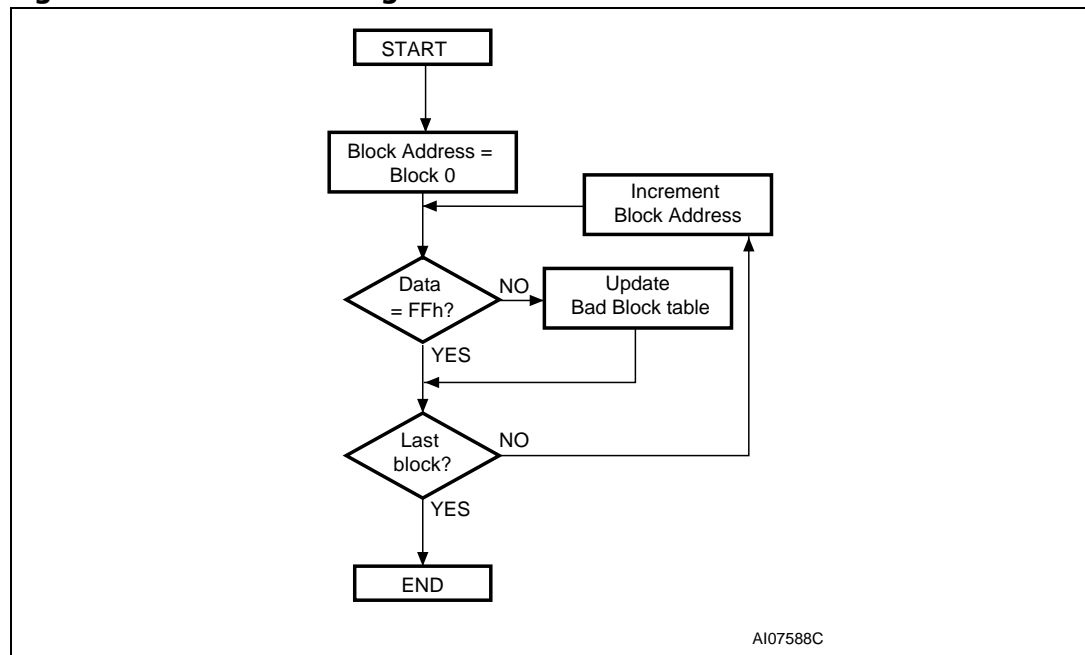 START
Block Address =
Block 0
Increment
Block Address
Data
= FFh?
NO
Update
Bad Block table
YES
Last
block?
NO
YES
END
AI07588C